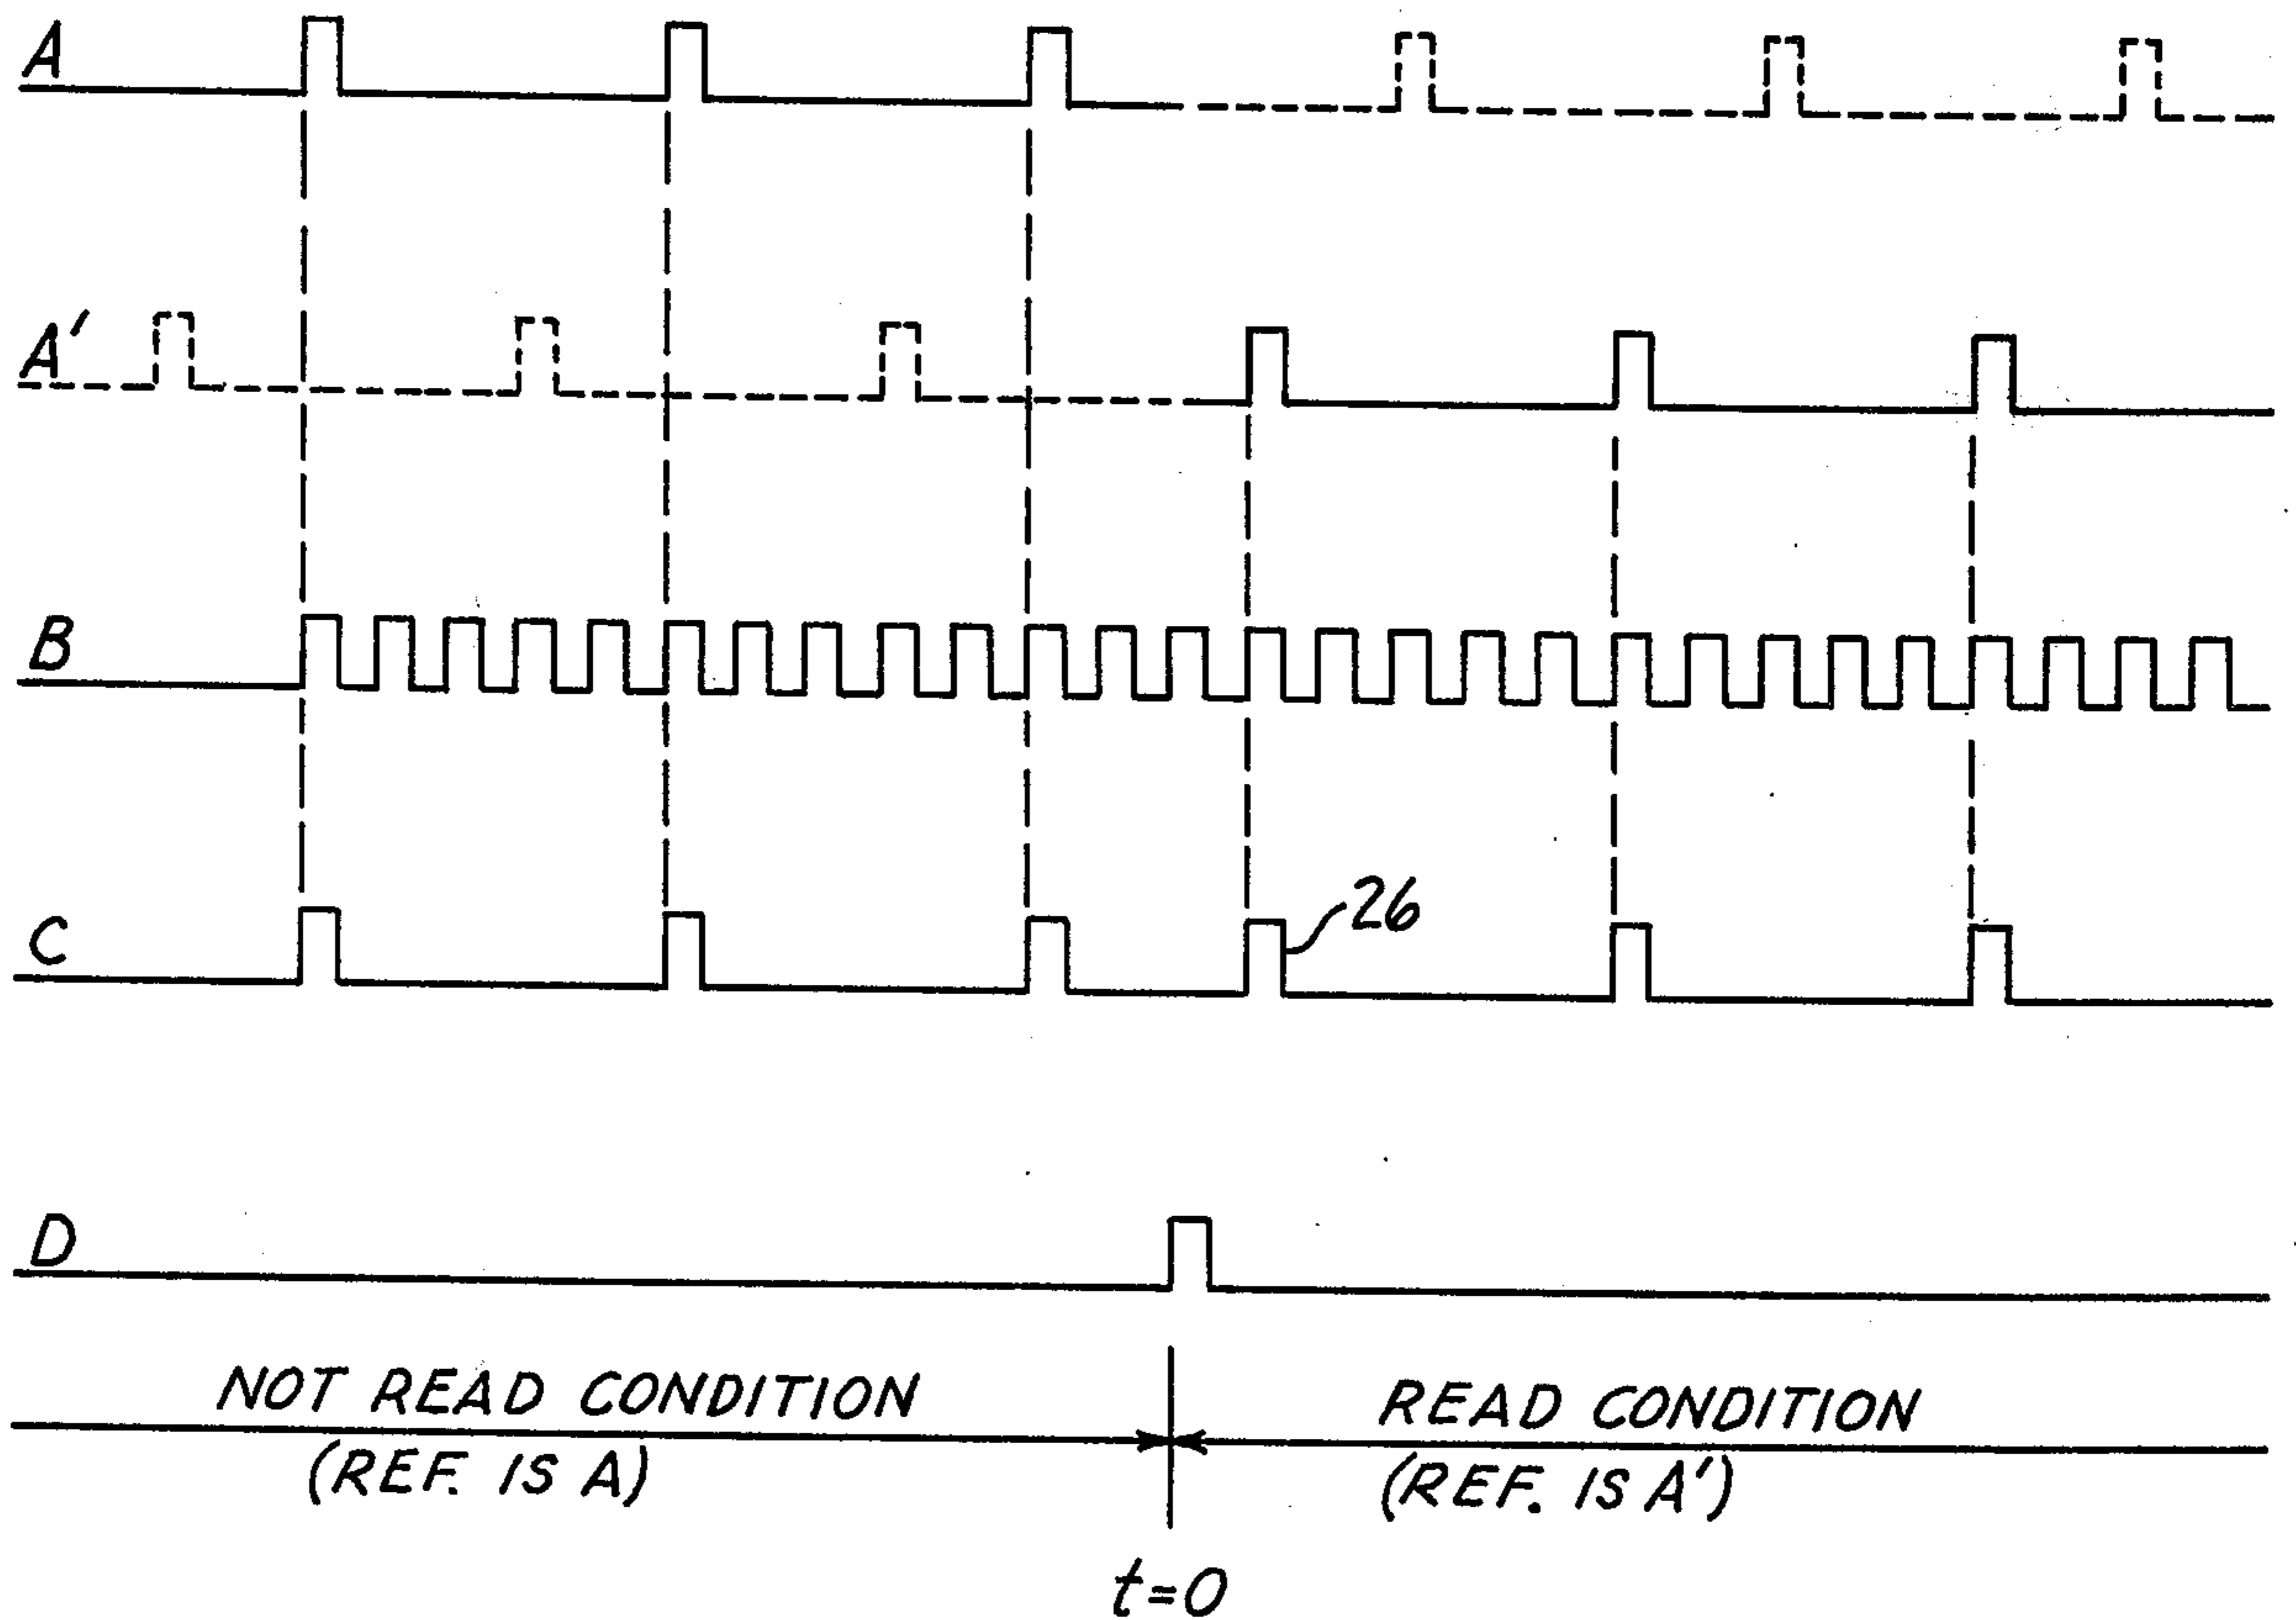 A
A'
B
C
26
D
NOT READ CONDITION
(REF. IS A)
READ CONDITION
(REF. IS A')
t=0